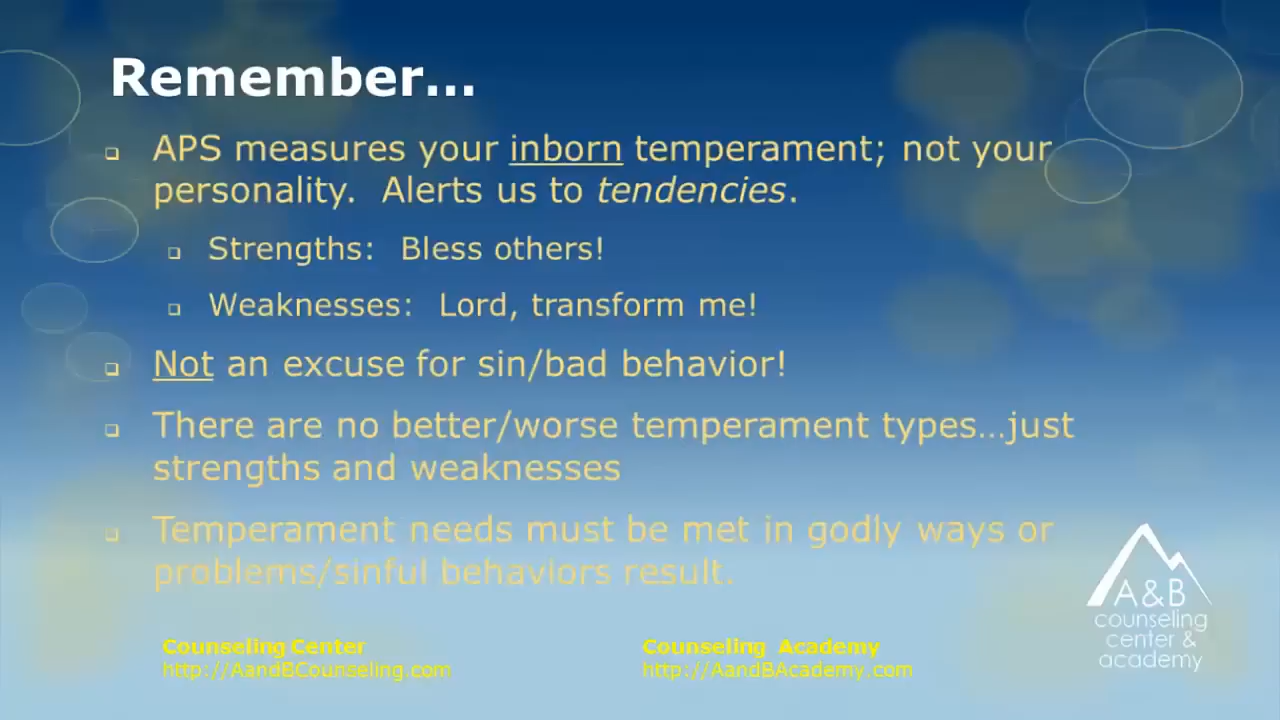 Remember...
APS measures your inborn temperament; not your
personality.  Alerts us to tendencies.
Strengths:  Bless others!
Weaknesses:  Lord, transform me!
Not an excuse for sin/bad behavior!
There are no better/worse temperament types...just
strengths and weaknesses
Temperament needs must be met in godly ways or
problems/sinful behaviors result.
A&B
counseling
center &
academy
Counseling Center
http://AandBCounseling.com
Counseling  Academy
http://AandBAcademy.com